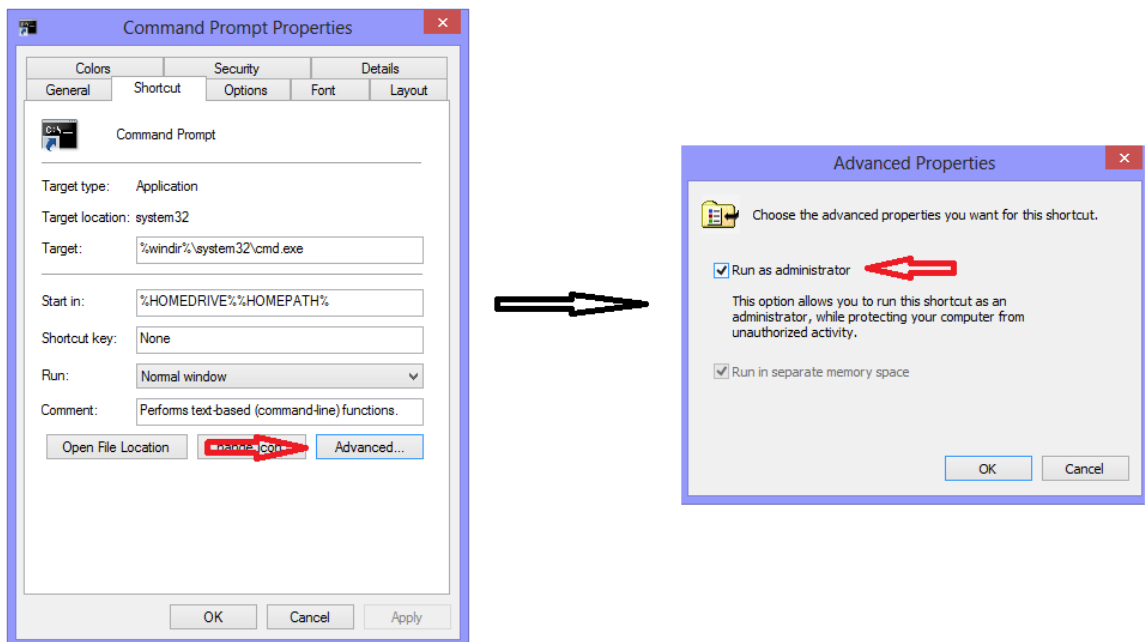 Command Prompt Properties
Colors Security Details
General Shortcut Options Font Layout
Command Prompt
Target type: Application
Target location: system32
Target: %windir%\system32\cmd.exe
Start in: %HOMEDRIVE%%HOMEPATH%
Shortcut key: None
Run: Normal window
Comment: Performs text-based (command-line) functions.
Open File Location Icon Advanced...
OK Cancel Apply
Advanced Properties
Choose the advanced properties you want for this shortcut.
Run as administrator
This option allows you to run this shortcut as an
administrator, while protecting your computer from
unauthorized activity.
Run in separate memory space
OK Cancel